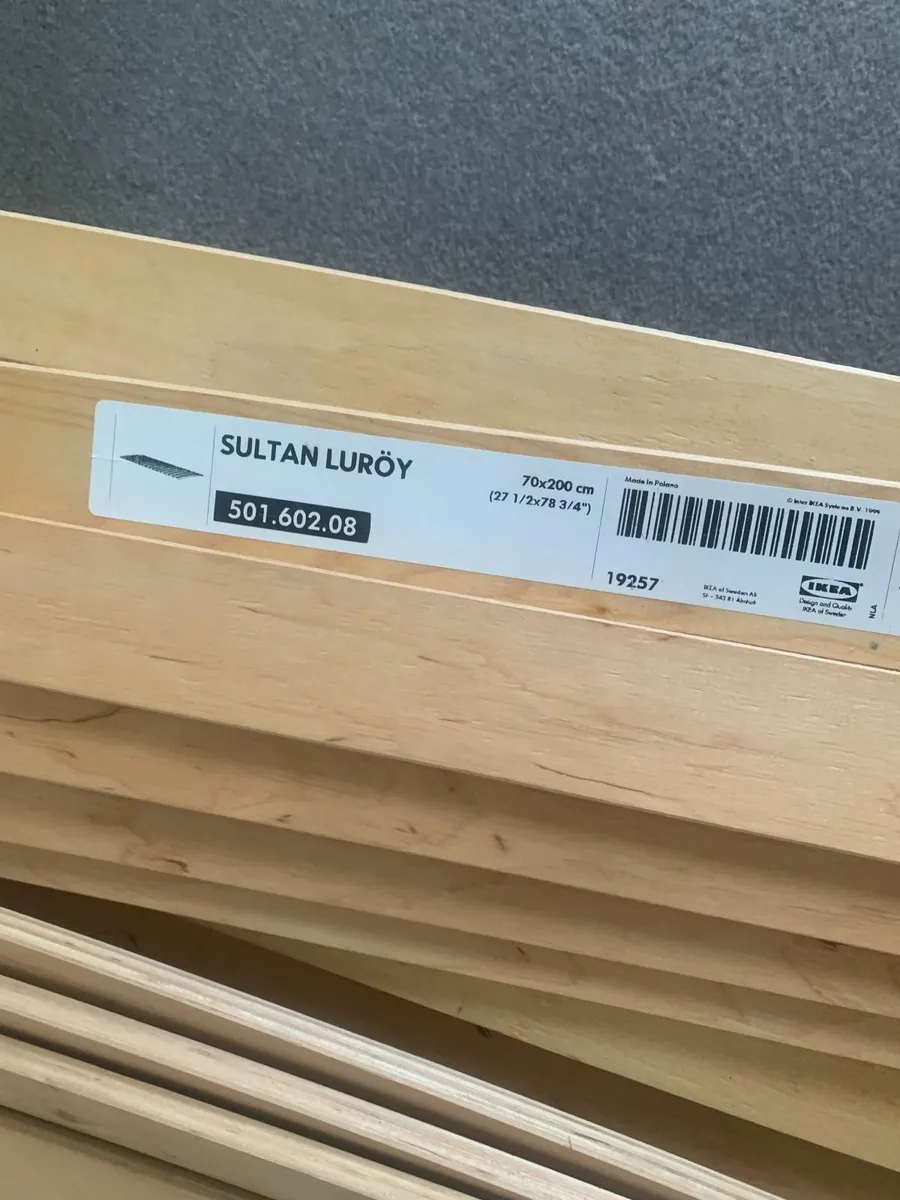 SULTAN LURÖY
501.602.08
70x200 cm
(27 1/2x78 3/4")
Made in Poland
© Inter IKEA Systems B.V. 1999
19257
IKEA of Sweden AB
S - 343 81 Älmhult
IKEA
Design and Quality
IKEA of Sweden
NLA